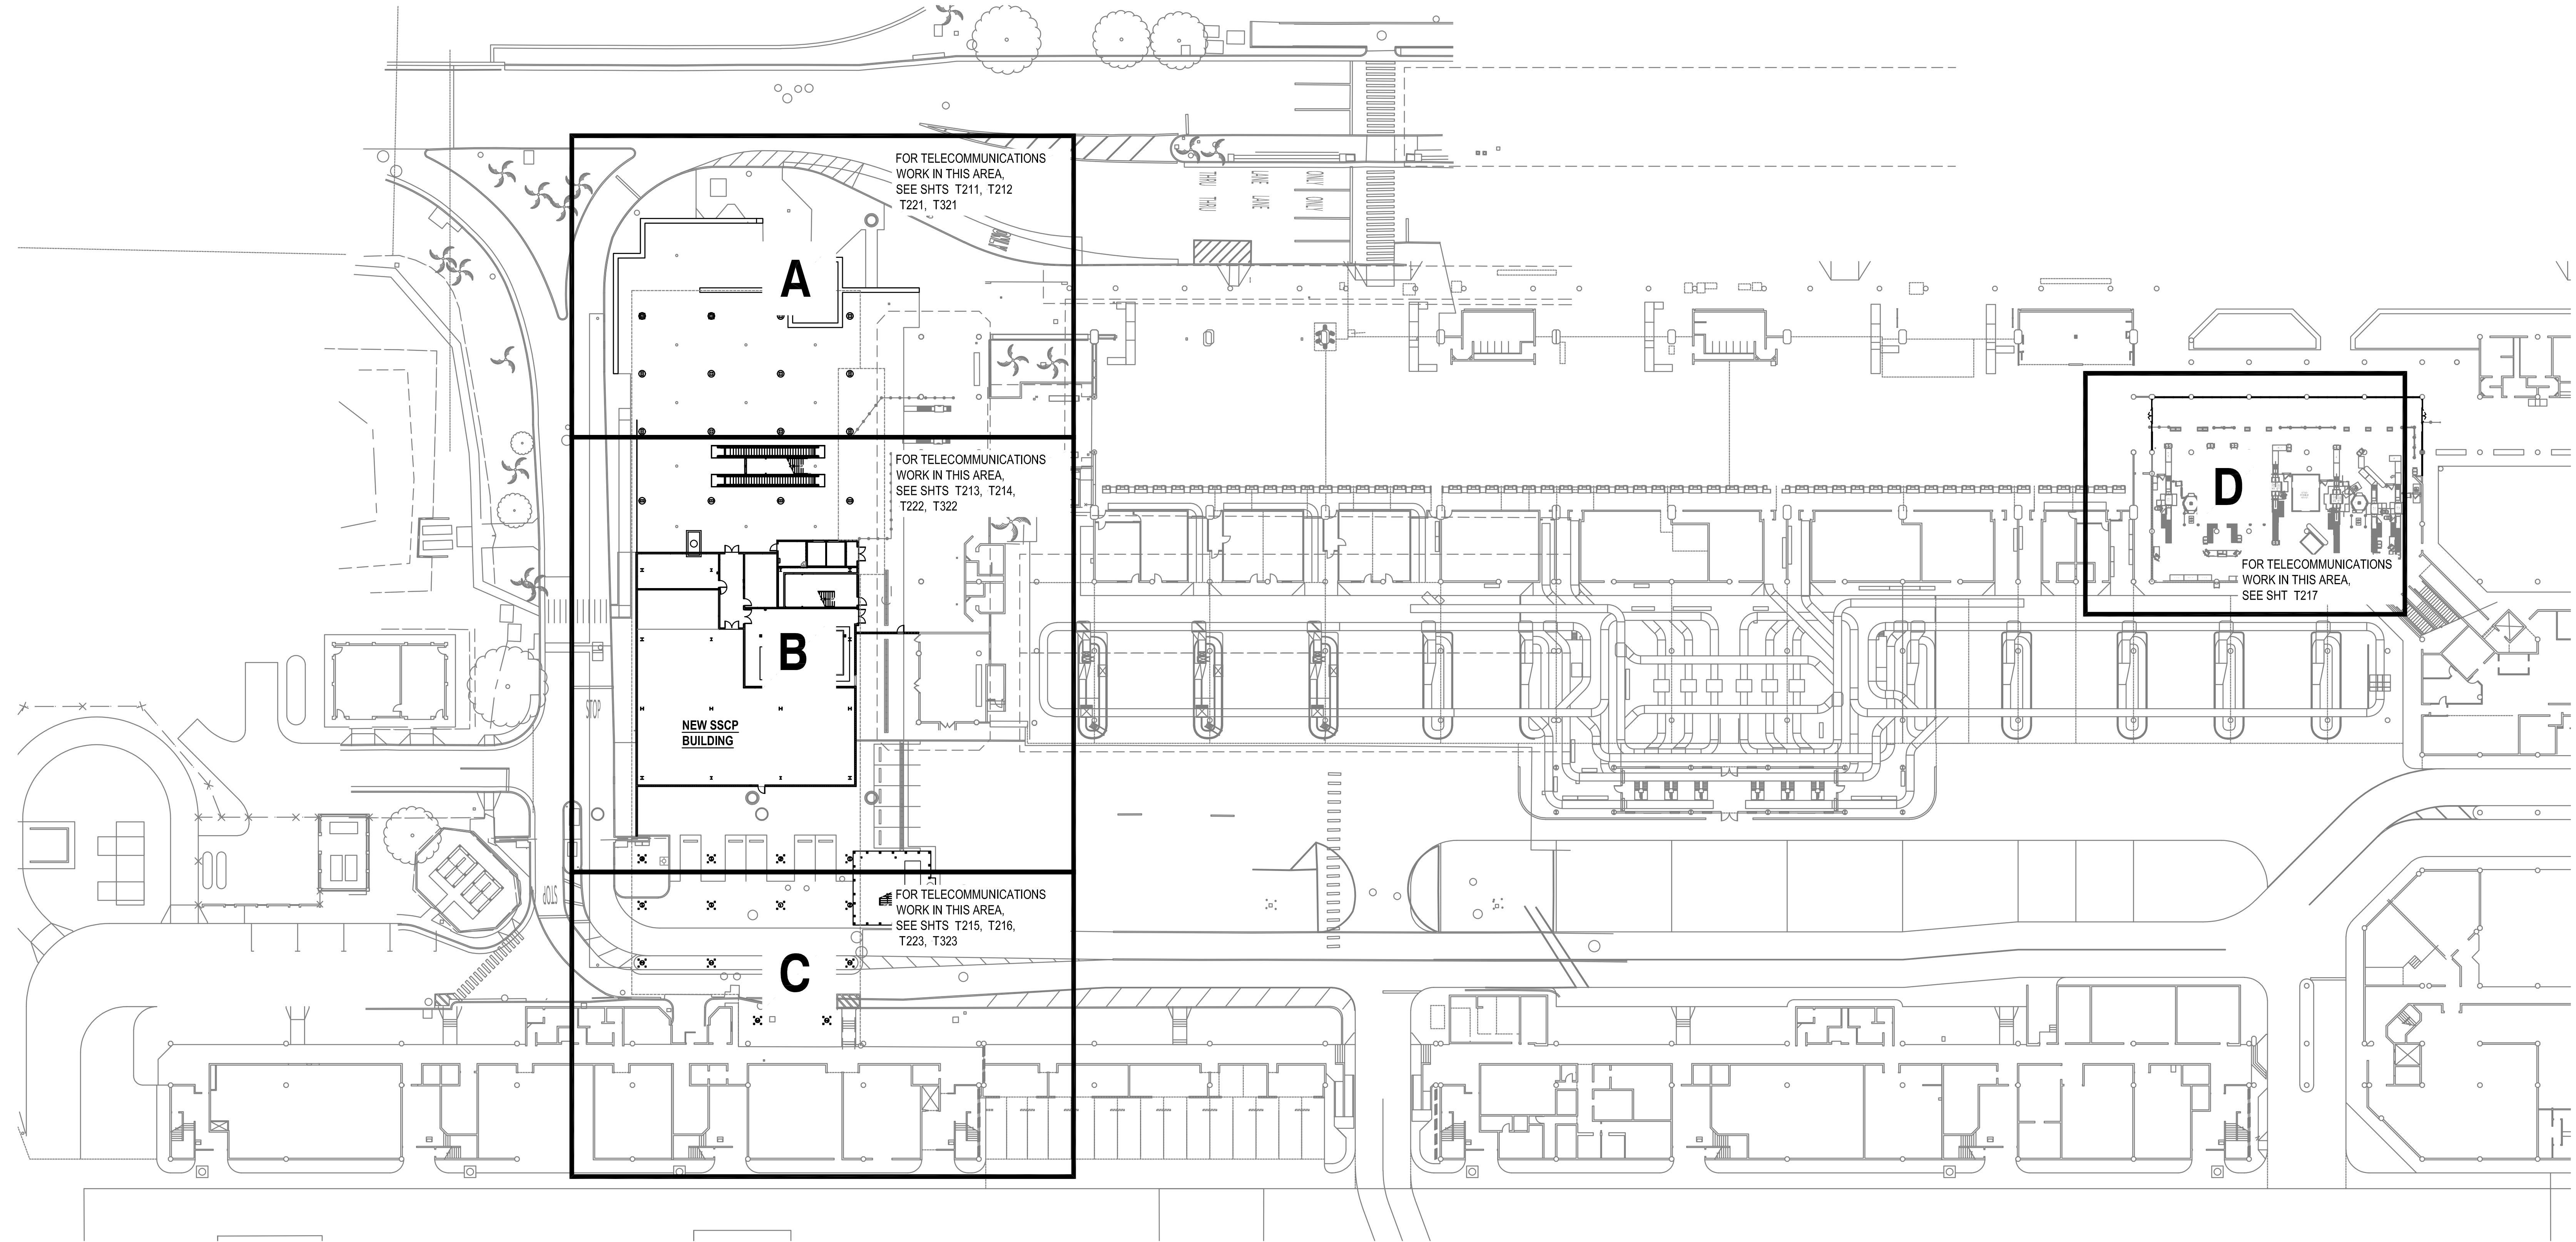 FOR TELECOMMUNICATIONS
WORK IN THIS AREA,
SEE SHTS T211, T212
T221, T321
THRU LANE ONLY
THRU LANE ONLY
A
FOR TELECOMMUNICATIONS
WORK IN THIS AREA,
SEE SHTS T213, T214,
T222, T322
D
FOR TELECOMMUNICATIONS
WORK IN THIS AREA,
SEE SHT T217
B
STOP
NEW SSCP
BUILDING
STOP
FOR TELECOMMUNICATIONS
WORK IN THIS AREA,
SEE SHTS T215, T216,
T223, T323
C